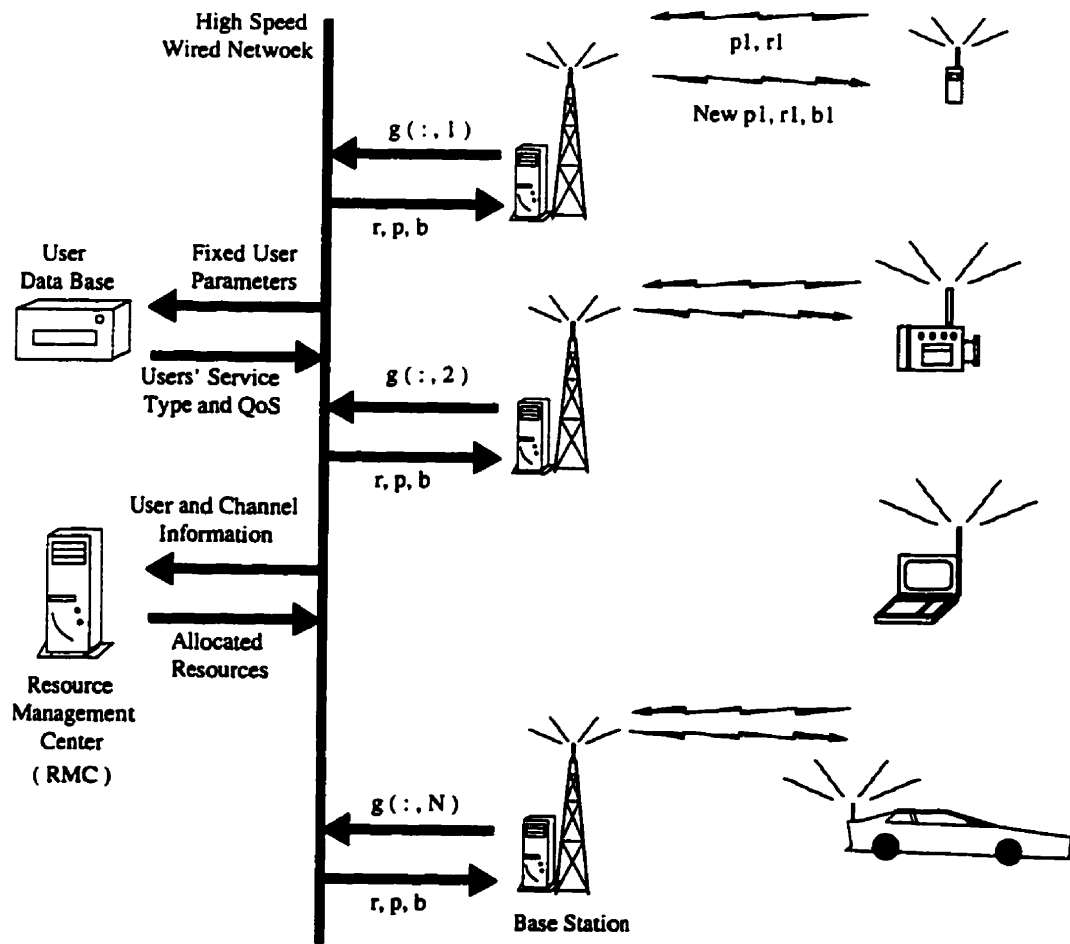 High Speed
Wired Netwoek
p1, r1
New p1, r1, b1
g ( : , 1 )
r, p, b
User
Data Base
Fixed User
Parameters
Users' Service
Type and QoS
g ( : , 2 )
r, p, b
User and Channel
Information
Allocated
Resources
Resource
Management
Center
( RMC )
g ( : , N )
r, p, b
Base Station